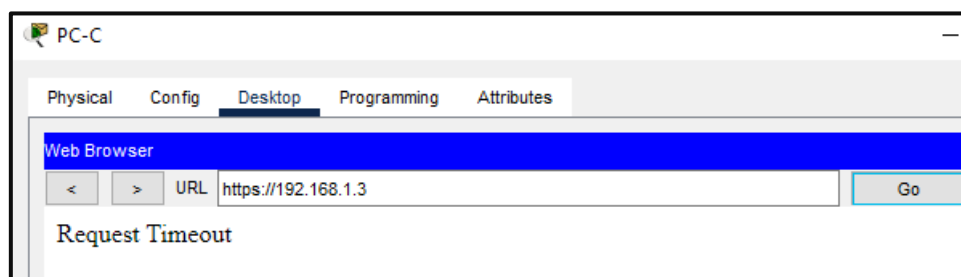 PC-C
Physical Config Desktop Programming Attributes
Web Browser
< > URL https://192.168.1.3 Go
Request Timeout